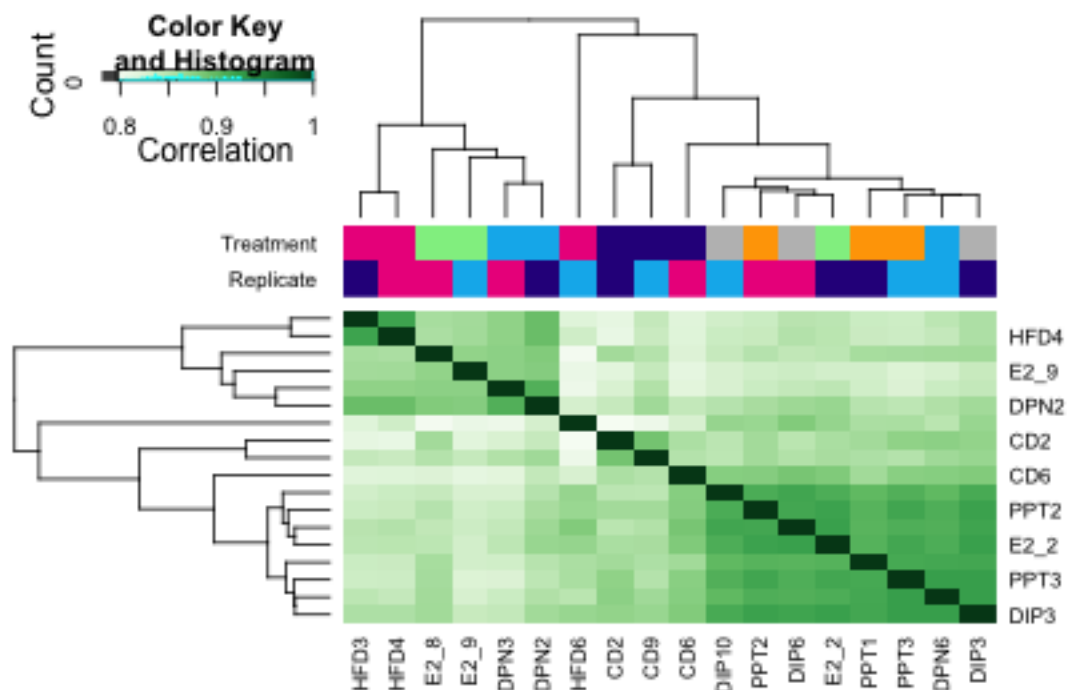 Color Key
and Histogram
Count
0
0.8 0.9 1
Correlation
Treatment
Replicate
HFD4
E2_9
DPN2
CD2
CD6
PPT2
E2_2
PPT3
DIP3
HFD3 HFD4 E2_8 E2_9 DPN3 DPN2 HFD6 CD2 CD9 CD6 DIP10 PPT2 DIP6 E2_2 PPT1 PPT3 DPN6 DIP3